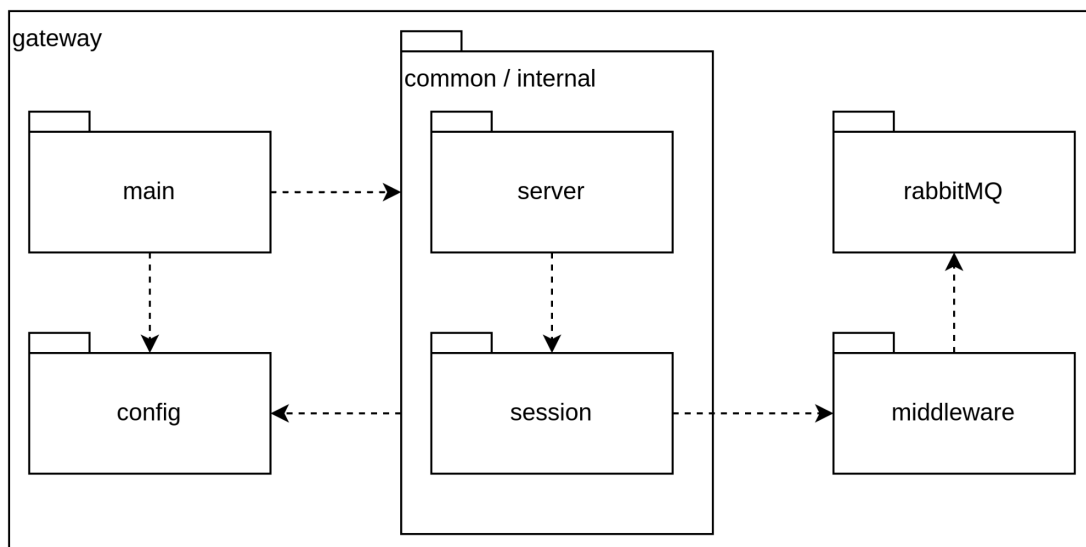 gateway
common / internal
main
server
rabbitMQ
config
session
middleware